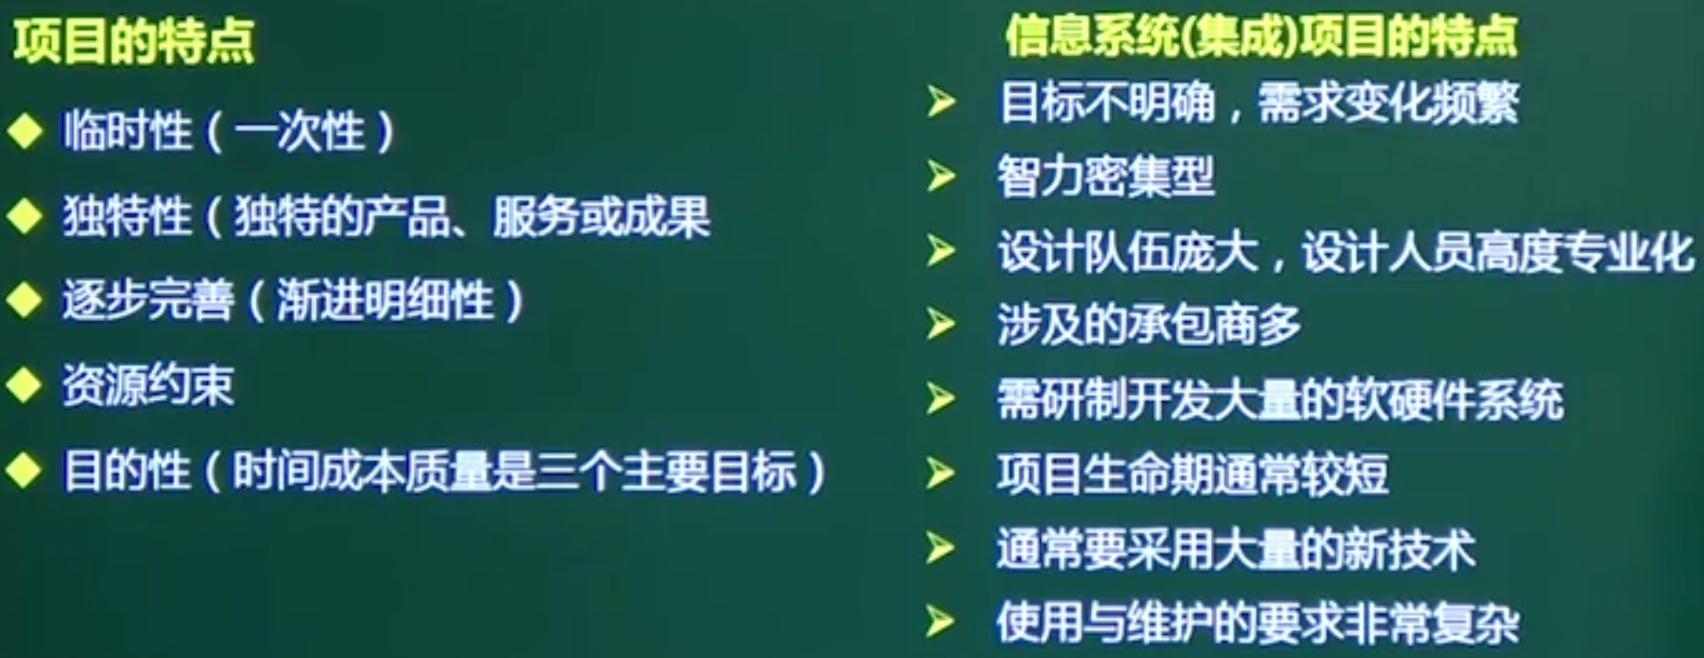 项目的特点
临时性（一次性）
独特性（独特的产品、服务或成果
逐步完善（渐进明细性）
资源约束
目的性（时间成本质量是三个主要目标）
信息系统(集成)项目的特点
目标不明确，需求变化频繁
智力密集型
设计队伍庞大，设计人员高度专业化
涉及的承包商多
需研制开发大量的软硬件系统
项目生命期通常较短
通常要采用大量的新技术
使用与维护的要求非常复杂